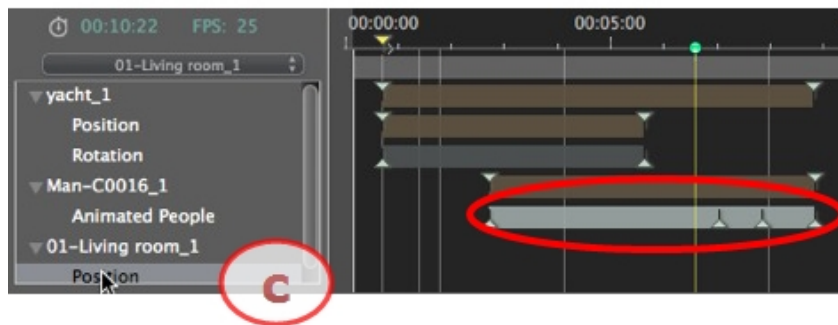 00:10:22 FPS: 25
00:00:00 00:05:00
01-Living room_1
yacht_1
Position
Rotation
Man-C0016_1
Animated People
01-Living room_1
Position
C